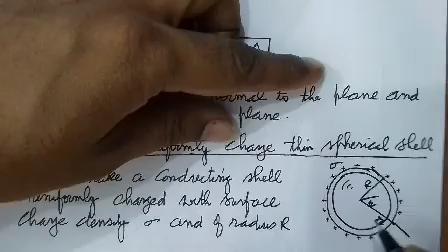 normal to the plane and
plane.
uniformly charge thin spherical shell
take a conducting shell
uniformly charged with surface
charge density σ and of radius R
σ
R